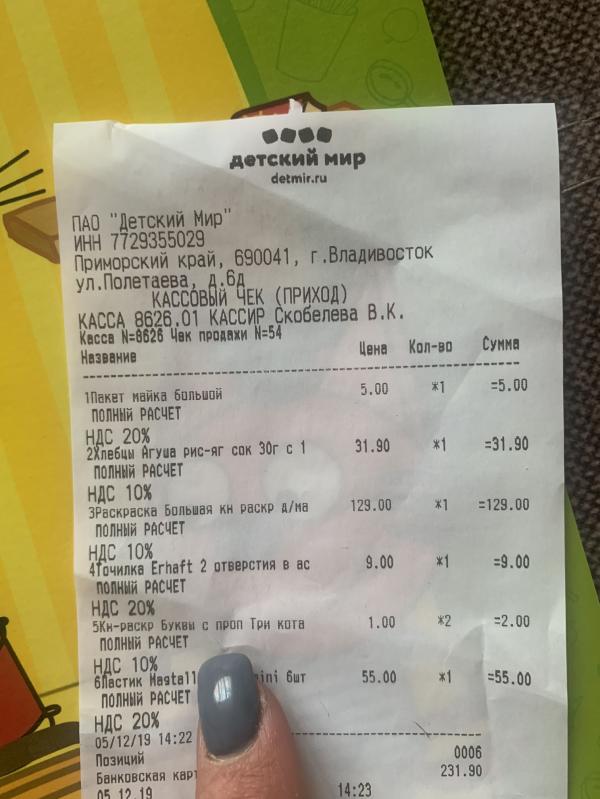 детский мир
detmir.ru
ПАО "Детский Мир"
ИНН 7729355029
Приморский край, 690041, г.Владивосток
ул.Полетаева, д.6д
КАССОВЫЙ ЧЕК (ПРИХОД)
КАССА 8626.01 КАССИР Скобелева В.К.
Касса N=8626 Чек продажи N=54
Название Цена Кол-во Сумма
1Пакет майка большой 5.00 *1 =5.00
ПОЛНЫЙ РАСЧЕТ
НДС 20%
2Хлебцы Агуша рис-яг сок 30г с 1 31.90 *1 =31.90
ПОЛНЫЙ РАСЧЕТ
НДС 10%
3Раскраска Большая кн раскр д/ма 129.00 *1 =129.00
ПОЛНЫЙ РАСЧЕТ
НДС 10%
4Точилка Erhaft 2 отверстия в ас 9.00 *1 =9.00
ПОЛНЫЙ РАСЧЕТ
НДС 20%
5Кн-раскр Буквы с проп Три кота 1.00 *2 =2.00
ПОЛНЫЙ РАСЧЕТ
НДС 10%
6Ластик 6шт 55.00 *1 =55.00
ПОЛНЫЙ РАСЧЕТ
НДС 20%
05/12/19 14:22
Позиций 0006
Банковская 231.90
05.12.19 14:23